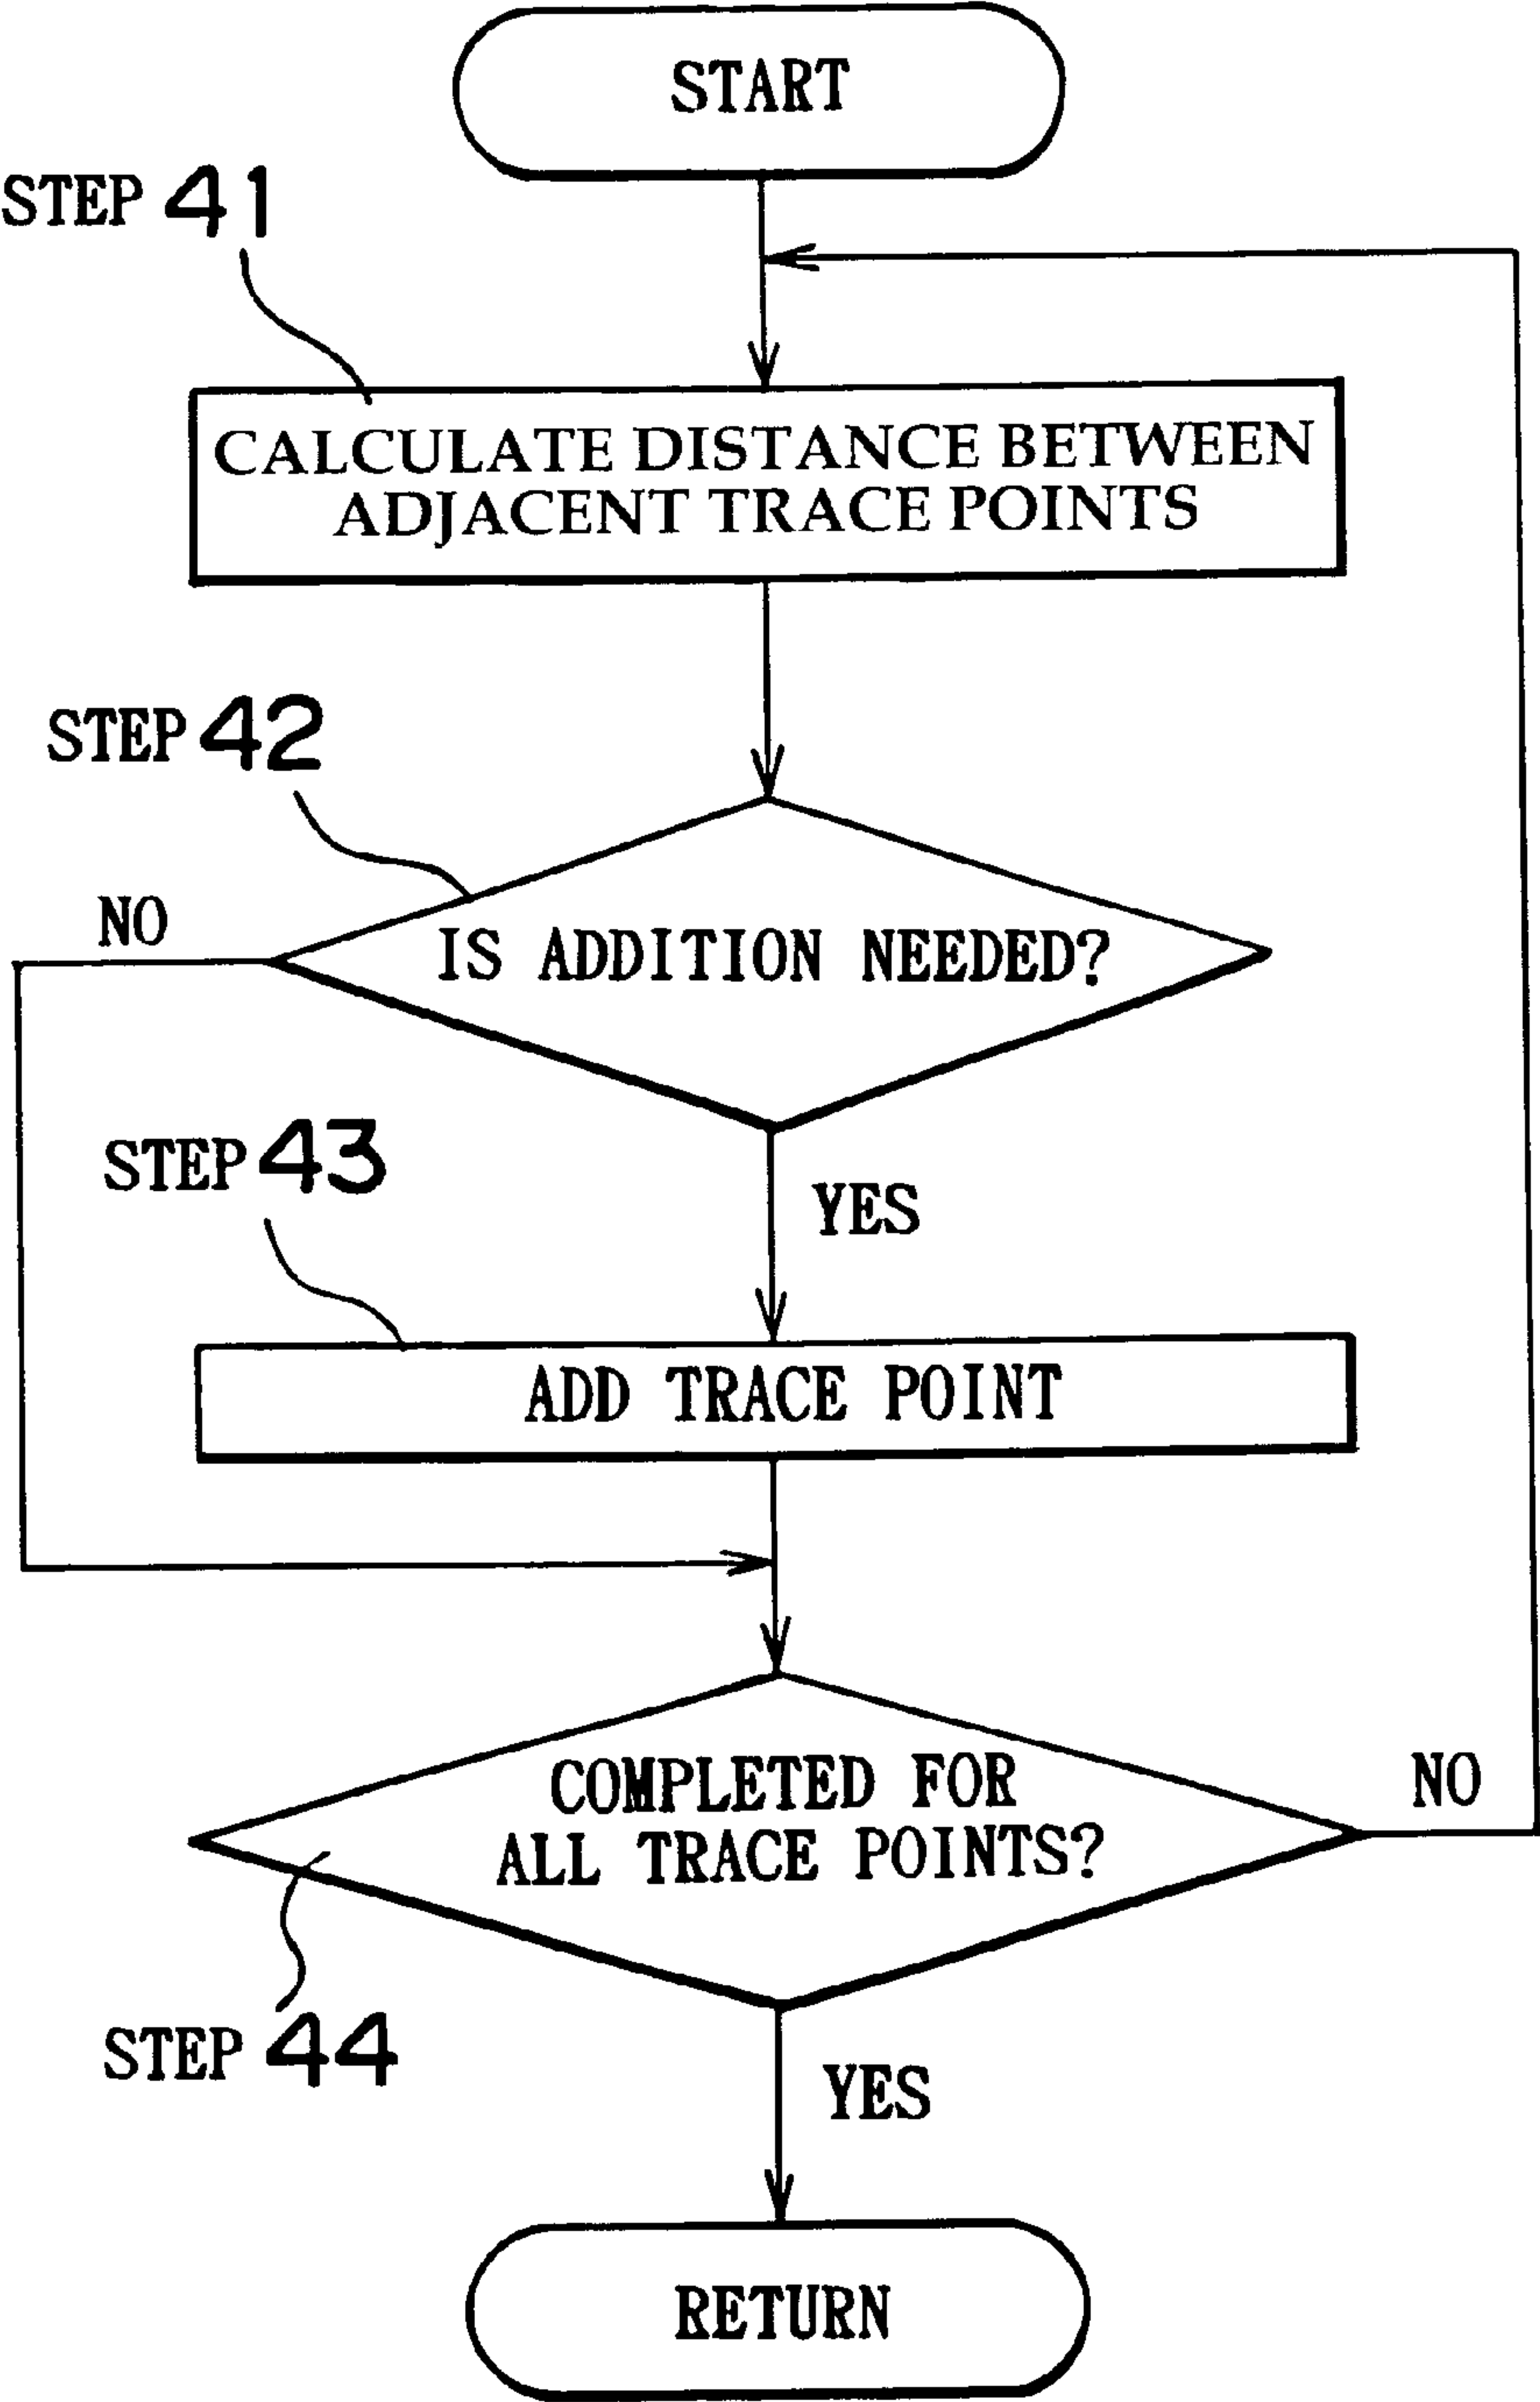 START
STEP 41
CALCULATE DISTANCE BETWEEN
ADJACENT TRACE POINTS
STEP 42
NO
IS ADDITION NEEDED?
STEP 43
YES
ADD TRACE POINT
COMPLETED FOR
NO
ALL TRACE POINTS?
STEP 44
YES
RETURN